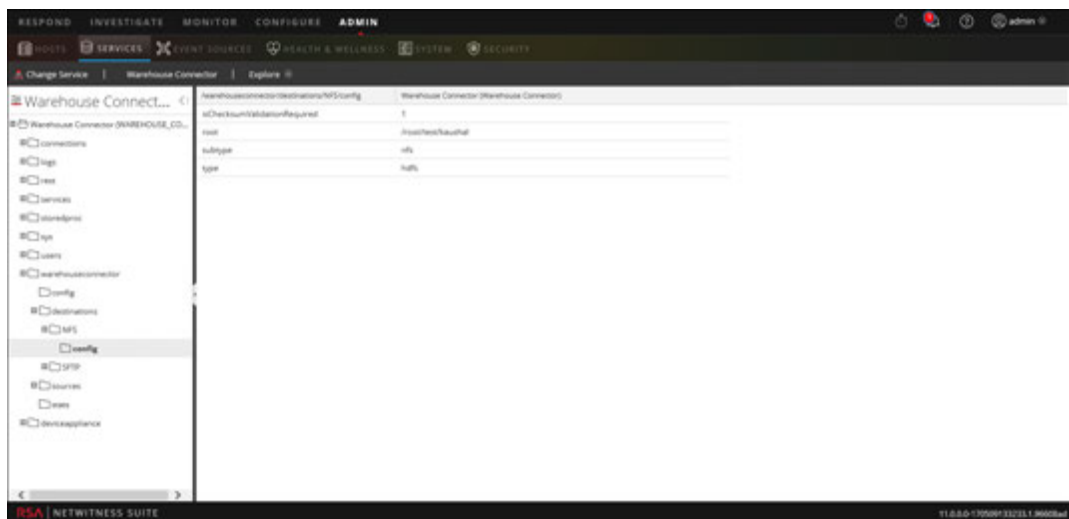 RESPOND INVESTIGATE MONITOR CONFIGURE ADMIN
admin
HOSTS SERVICES EVENT SOURCES HEALTH & WELLNESS SYSTEM SECURITY
Change Service | Warehouse Connector | Explore
Warehouse Connect...
Warehouse Connector (WAREHOUSE_CO...
connections
logs
rest
services
storedproc
sys
users
warehouseconnector
config
destinations
NFS
config
SFTP
sources
deviceappliance
/warehouseconnector/destinations/NFS/config Warehouse Connector (Warehouse Connector)
isChecksumValidationRequired 1
root /root/test/kaushal
subtype nfs
type hdfs
RSA | NETWITNESS SUITE